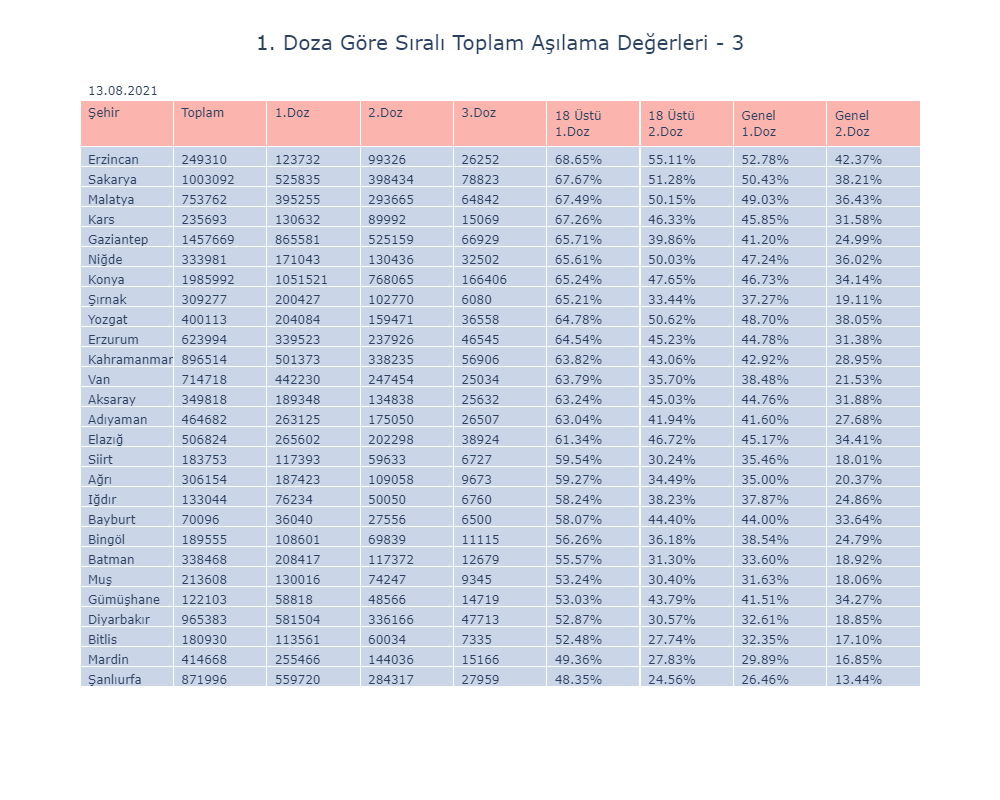 1. Doza Göre Sıralı Toplam Aşılama Değerleri - 3
13.08.2021
Şehir Toplam 1.Doz 2.Doz 3.Doz 18 Üstü 1.Doz 18 Üstü 2.Doz Genel 1.Doz Genel 2.Doz
Erzincan 249310 123732 99326 26252 68.65% 55.11% 52.78% 42.37%
Sakarya 1003092 525835 398434 78823 67.67% 51.28% 50.43% 38.21%
Malatya 753762 395255 293665 64842 67.49% 50.15% 49.03% 36.43%
Kars 235693 130632 89992 15069 67.26% 46.33% 45.85% 31.58%
Gaziantep 1457669 865581 525159 66929 65.71% 39.86% 41.20% 24.99%
Niğde 333981 171043 130436 32502 65.61% 50.03% 47.24% 36.02%
Konya 1985992 1051521 768065 166406 65.24% 47.65% 46.73% 34.14%
Şırnak 309277 200427 102770 6080 65.21% 33.44% 37.27% 19.11%
Yozgat 400113 204084 159471 36558 64.78% 50.62% 48.70% 38.05%
Erzurum 623994 339523 237926 46545 64.54% 45.23% 44.78% 31.38%
Kahramanmar 896514 501373 338235 56906 63.82% 43.06% 42.92% 28.95%
Van 714718 442230 247454 25034 63.79% 35.70% 38.48% 21.53%
Aksaray 349818 189348 134838 25632 63.24% 45.03% 44.76% 31.88%
Adıyaman 464682 263125 175050 26507 63.04% 41.94% 41.60% 27.68%
Elazığ 506824 265602 202298 38924 61.34% 46.72% 45.17% 34.41%
Siirt 183753 117393 59633 6727 59.54% 30.24% 35.46% 18.01%
Ağrı 306154 187423 109058 9673 59.27% 34.49% 35.00% 20.37%
Iğdır 133044 76234 50050 6760 58.24% 38.23% 37.87% 24.86%
Bayburt 70096 36040 27556 6500 58.07% 44.40% 44.00% 33.64%
Bingöl 189555 108601 69839 11115 56.26% 36.18% 38.54% 24.79%
Batman 338468 208417 117372 12679 55.57% 31.30% 33.60% 18.92%
Muş 213608 130016 74247 9345 53.24% 30.40% 31.63% 18.06%
Gümüşhane 122103 58818 48566 14719 53.03% 43.79% 41.51% 34.27%
Diyarbakır 965383 581504 336166 47713 52.87% 30.57% 32.61% 18.85%
Bitlis 180930 113561 60034 7335 52.48% 27.74% 32.35% 17.10%
Mardin 414668 255466 144036 15166 49.36% 27.83% 29.89% 16.85%
Şanlıurfa 871996 559720 284317 27959 48.35% 24.56% 26.46% 13.44%